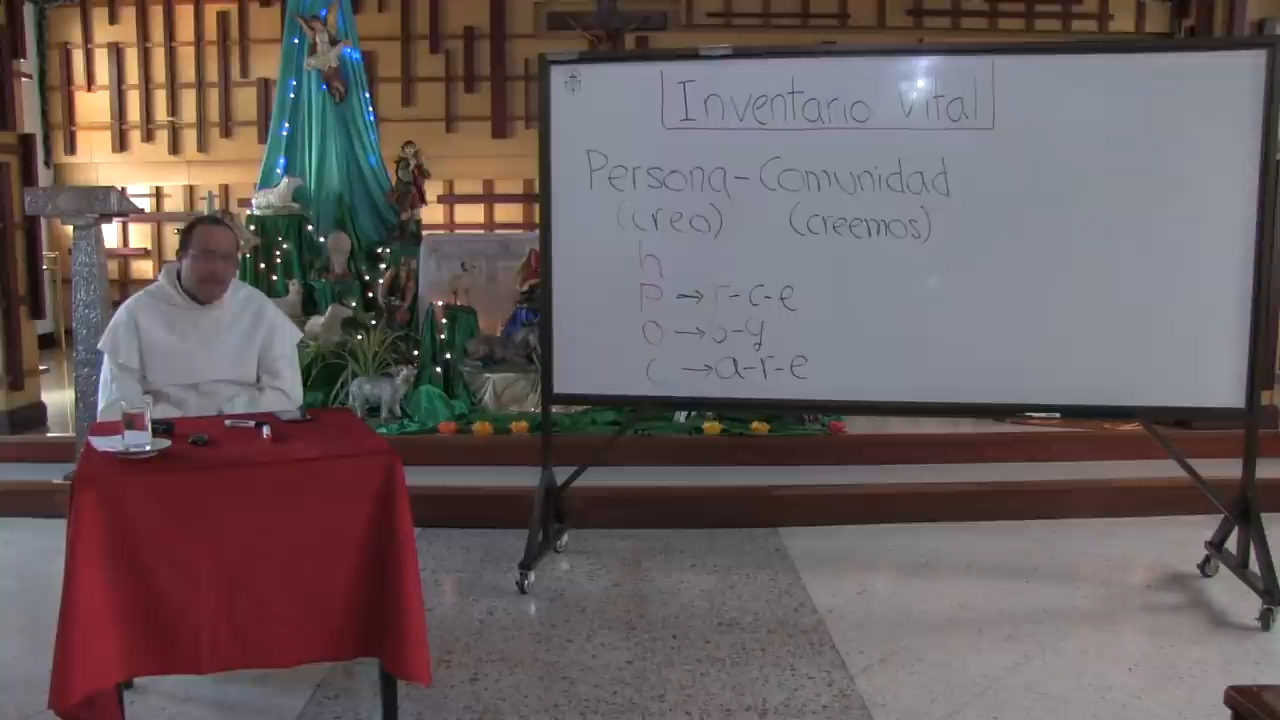 Inventario vital
Persona-Comunidad
(creo) (creemos)
h
P → r-c-e
O → s-g
C → a-r-e